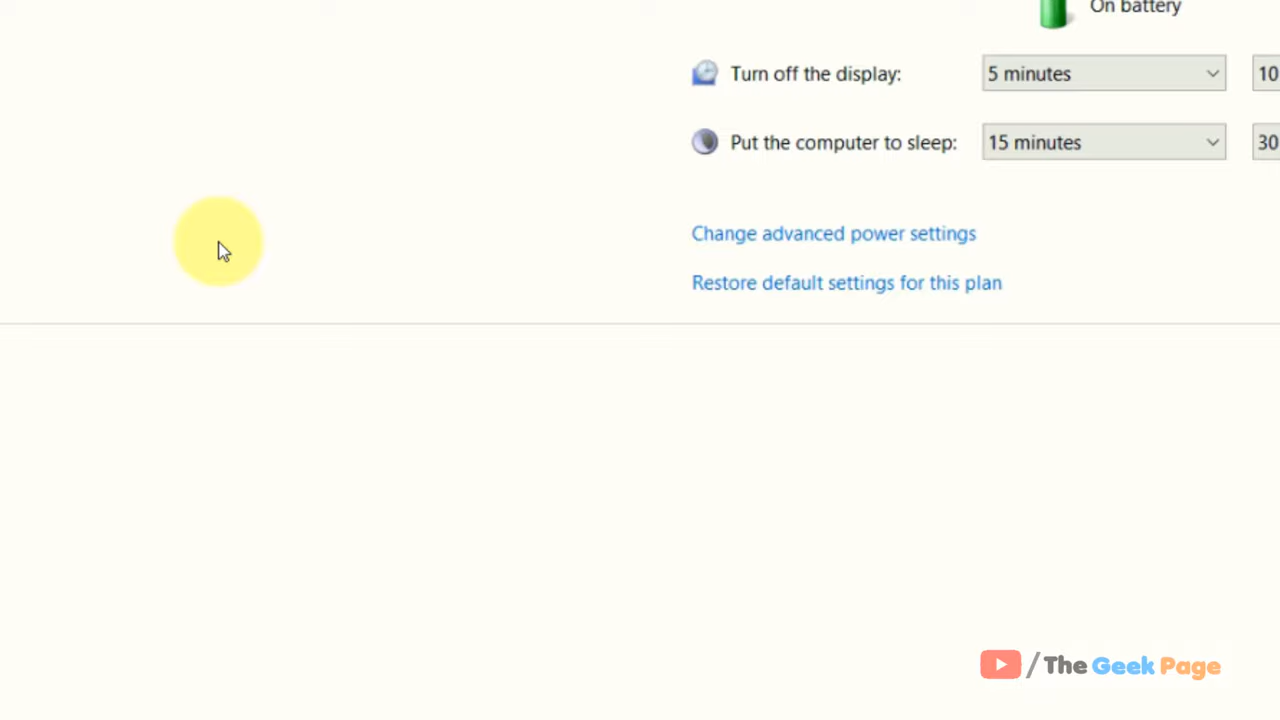 On battery
Turn off the display: 5 minutes 10
Put the computer to sleep: 15 minutes 30
Change advanced power settings
Restore default settings for this plan
/The Geek Page